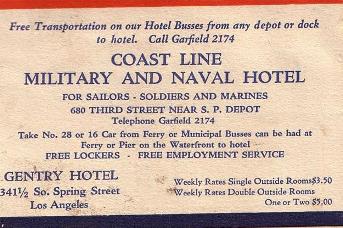 Free Transportation on our Hotel Busses from any depot or dock
to hotel. Call Garfield 2174
COAST LINE
MILITARY AND NAVAL HOTEL
FOR SAILORS - SOLDIERS AND MARINES
680 THIRD STREET NEAR S. P. DEPOT
Telephone Garfield 2174
Take No. 28 or 16 Car from Ferry or Municipal Busses can be had at
Ferry or Pier on the Waterfront to hotel
FREE LOCKERS - FREE EMPLOYMENT SERVICE
GENTRY HOTEL
341½ So. Spring Street
Los Angeles
Weekly Rates Single Outside Rooms $3.50
Weekly Rates Double Outside Rooms
One or Two $5.00